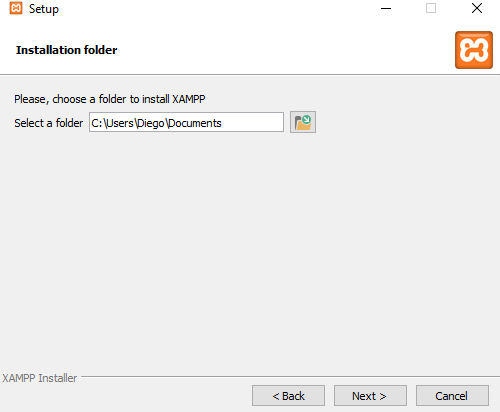 Setup
Installation folder
Please, choose a folder to install XAMPP
Select a folder C:\Users\Diego\Documents
XAMPP Installer
< Back Next > Cancel